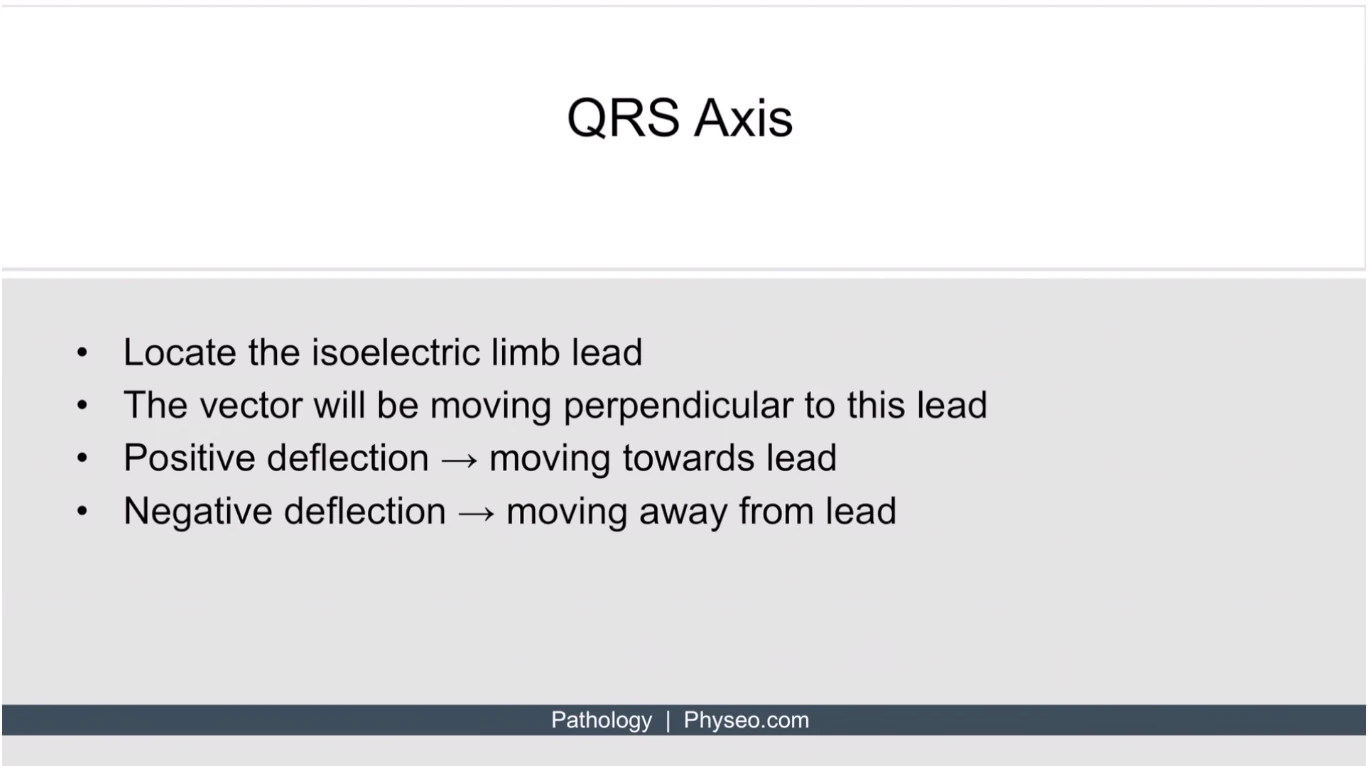 QRS Axis
• Locate the isoelectric limb lead
• The vector will be moving perpendicular to this lead
• Positive deflection → moving towards lead
• Negative deflection → moving away from lead
Pathology | Physeo.com